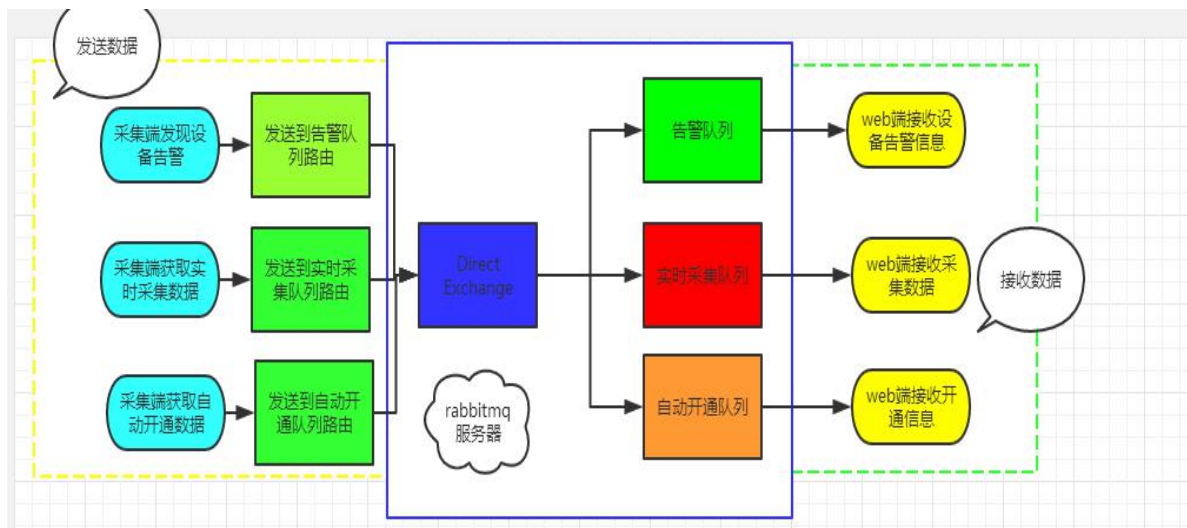 发送数据
采集端发现设
备告警
发送到告警队
列路由
告警队列
web端接收设
备告警信息
采集端获取实
时采集数据
发送到实时采
集队列路由
Direct
Exchange
实时采集队列
web端接收采
集数据
接收数据
采集端获取自
动开通数据
发送到自动开
通队列路由
rabbitmq
服务器
自动开通队列
web端接收开
通信息